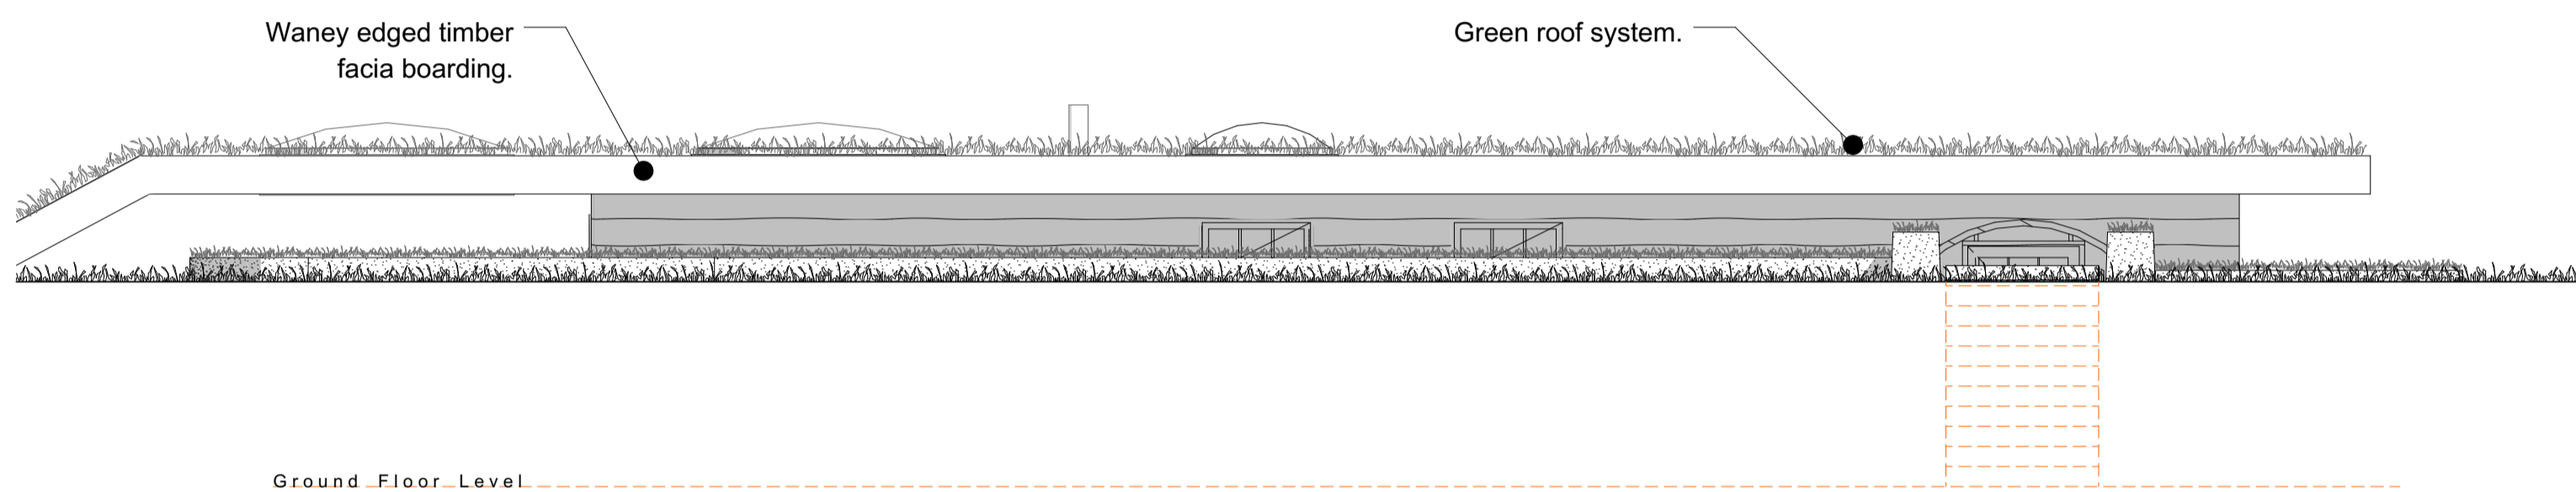 Waney edged timber
facia boarding.
Green roof system.
Ground Floor Level